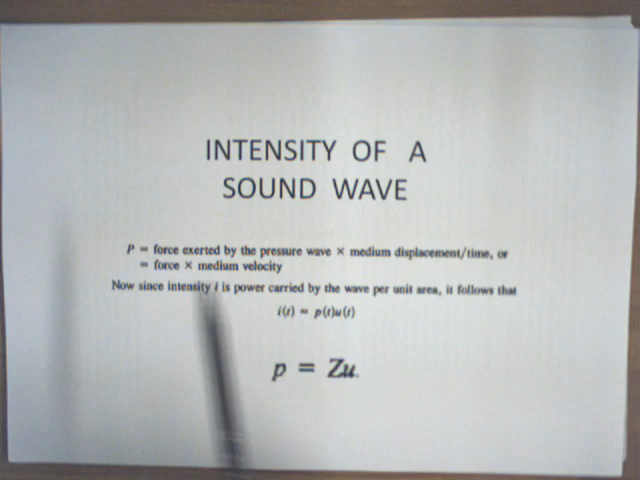 INTENSITY OF A
SOUND WAVE
P = force exerted by the pressure wave × medium displacement/time, or
= force × medium velocity
Now since intensity i is power carried by the wave per unit area, it follows that
i(t) = p(t)u(t)
p = Zu.